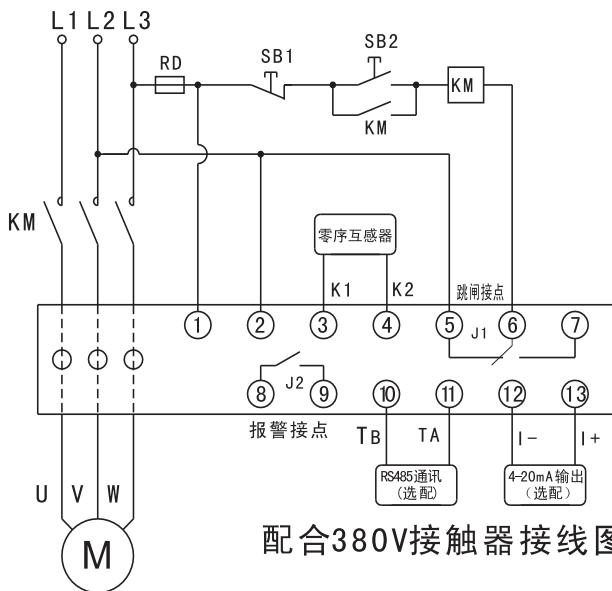 L1 L2 L3
RD
SB1
SB2
KM
KM
KM
零序互感器
K1
K2
跳闸接点
1
2
3
4
5
J1
6
7
8
J2
9
10
11
12
13
报警接点
TB
TA
I-
I+
RS485通讯
(选配)
4-20mA输出
(选配)
U
V
W
M
配合380V接触器接线图